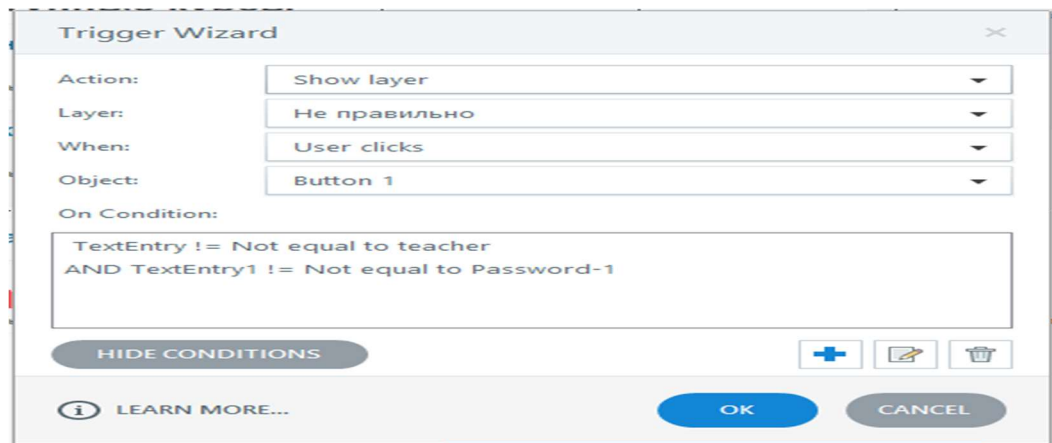 Trigger Wizard
Action: Show layer
Layer: Не правильно
When: User clicks
Object: Button 1
On Condition:
TextEntry != Not equal to teacher
AND TextEntry1 != Not equal to Password-1
HIDE CONDITIONS
LEARN MORE... OK CANCEL